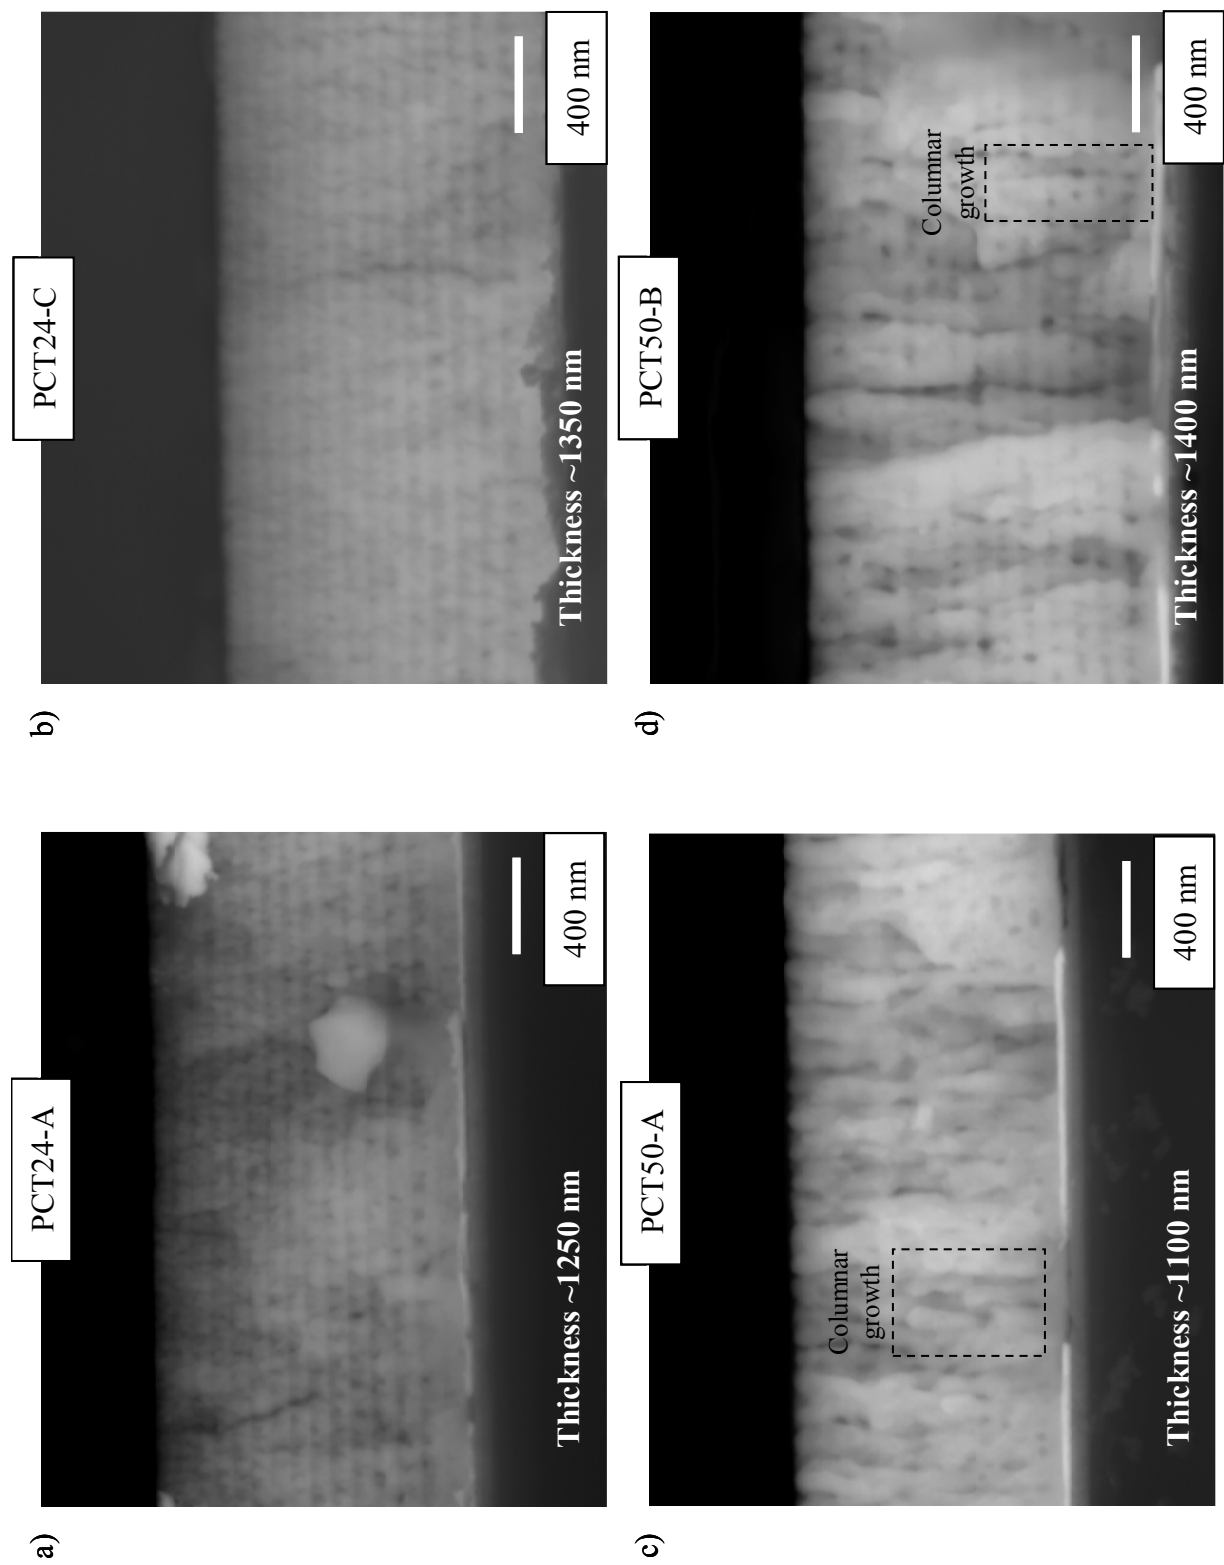 a)
PCT24-A
Thickness ~1250 nm
400 nm
b)
PCT24-C
Thickness ~1350 nm
400 nm
c)
PCT50-A
Columnar
growth
Thickness ~1100 nm
400 nm
d)
PCT50-B
Columnar
growth
Thickness ~1400 nm
400 nm